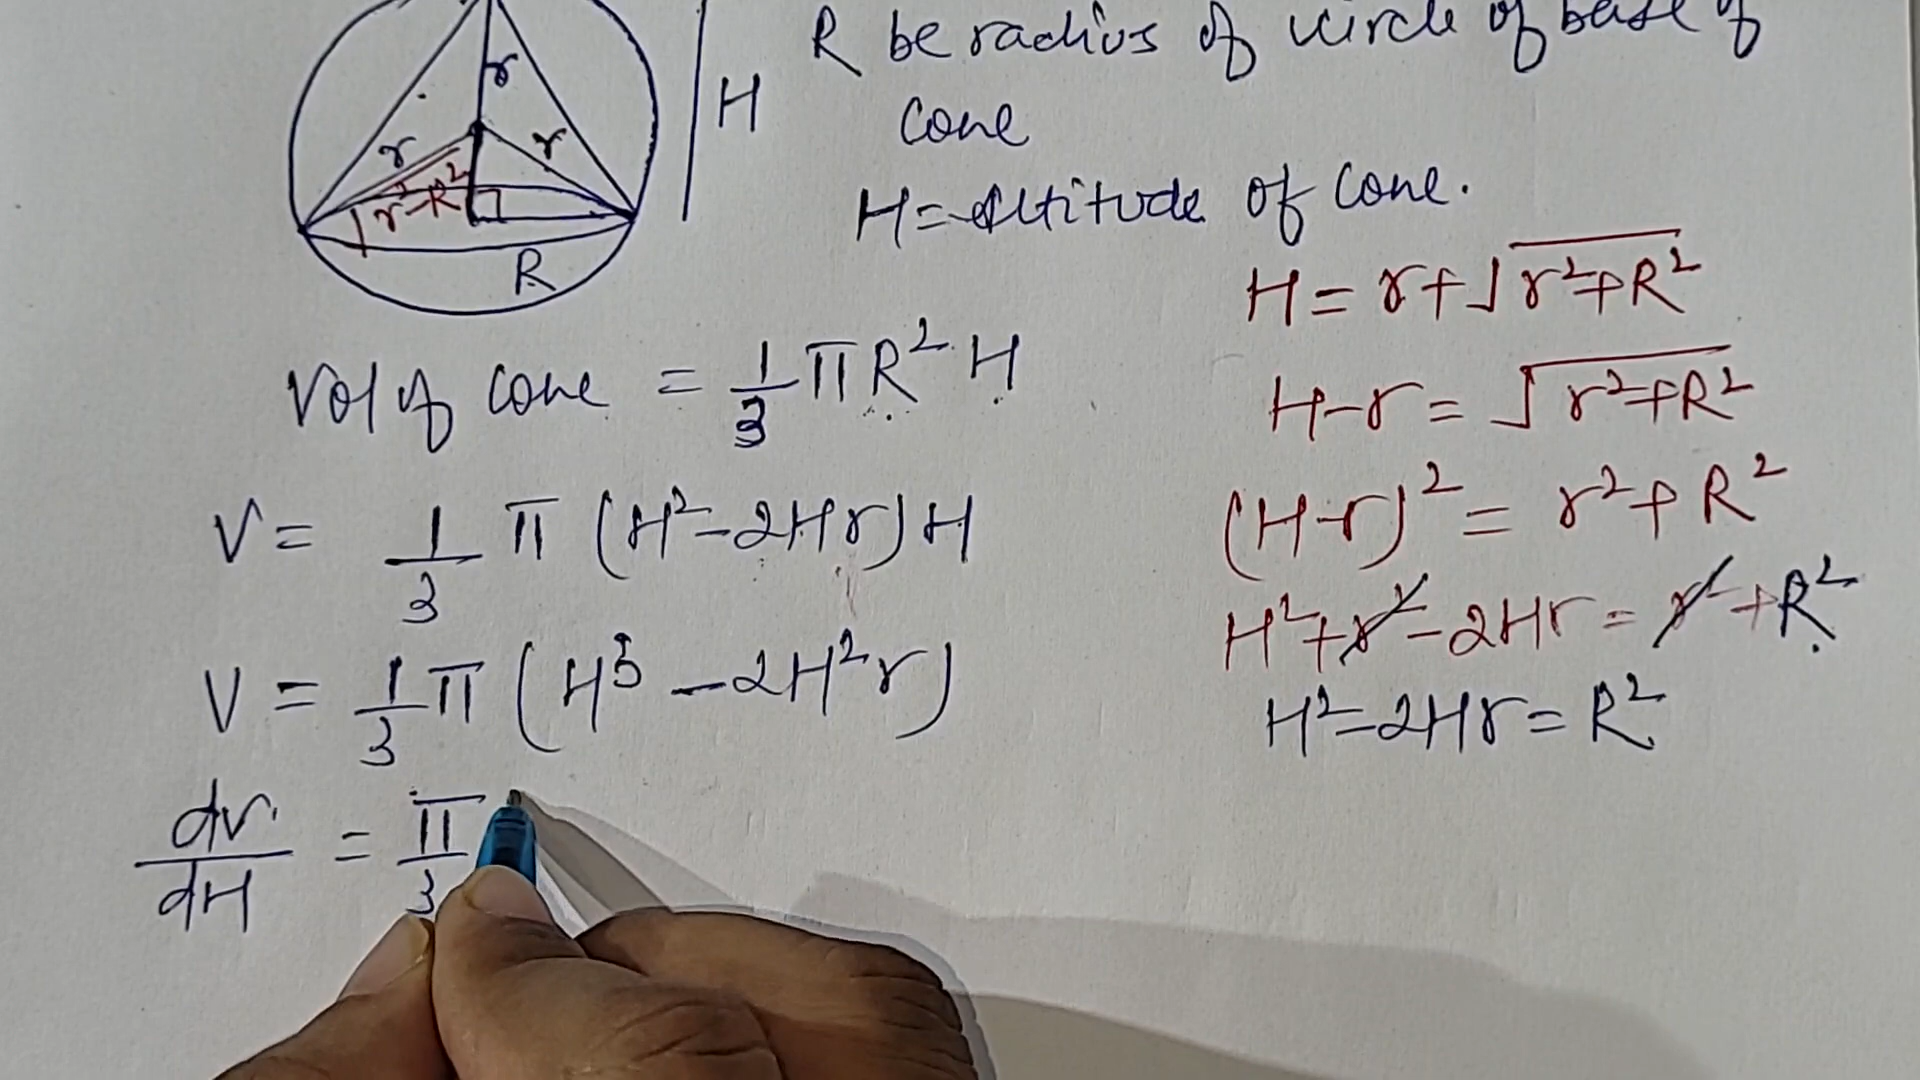 R be radius of circle of base of
cone
H = Altitude of cone.
r
H
r
r
r²-R²
R
H = r + √r²+R²
H-r = √r²+R²
(H-r)² = r²+R²
H²+r²-2Hr = r²+R²
H²-2Hr = R²
Vol of cone = 1/3 πR²H
V = 1/3 π (H²-2Hr)H
V = 1/3 π (H³ - 2H²r)
dv/dH = π/3